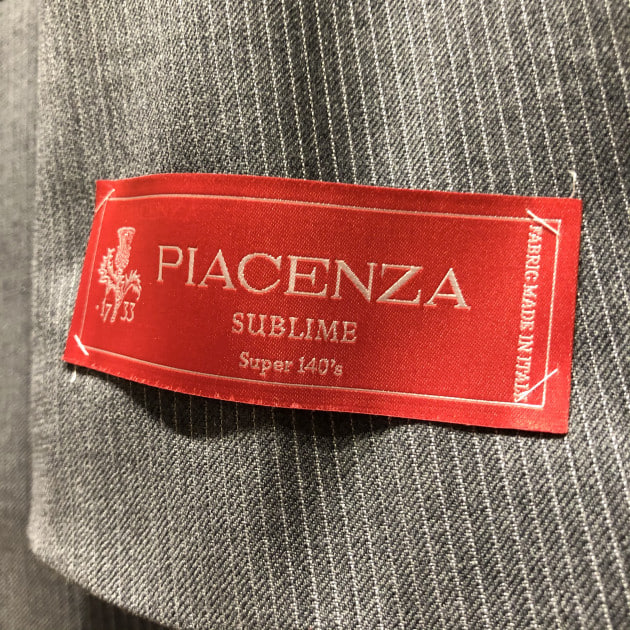 PIACENZA
SUBLIME
Super 140's
1733
FABRIC MADE IN ITALY